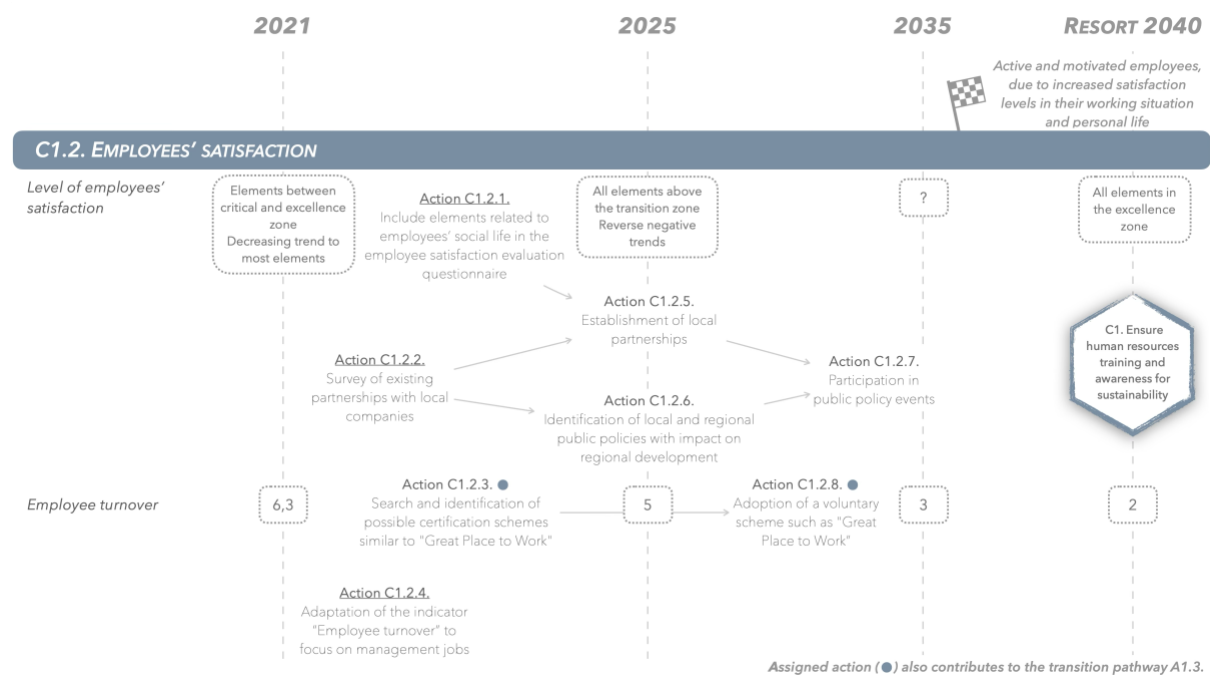 2021
2025
2035
RESORT 2040
Active and motivated employees,
due to increased satisfaction
levels in their working situation
and personal life
C1.2. EMPLOYEES' SATISFACTION
Level of employees'
satisfaction
Elements between
critical and excellence
zone
Decreasing trend to
most elements
Action C1.2.1.
Include elements related to
employees' social life in the
employee satisfaction evaluation
questionnaire
All elements above
the transition zone
Reverse negative
trends
?
All elements in
the excellence
zone
Action C1.2.5.
Establishment of local
partnerships
Action C1.2.2.
Survey of existing
partnerships with local
companies
Action C1.2.7.
Participation in
public policy events
C1. Ensure
human resources
training and
awareness for
sustainability
Action C1.2.6.
Identification of local and regional
public policies with impact on
regional development
Employee turnover
6,3
Action C1.2.3.
Search and identification of
possible certification schemes
similar to "Great Place to Work"
5
Action C1.2.8.
Adoption of a voluntary
scheme such as "Great
Place to Work"
3
2
Action C1.2.4.
Adaptation of the indicator
"Employee turnover" to
focus on management jobs
Assigned action (●) also contributes to the transition pathway A1.3.